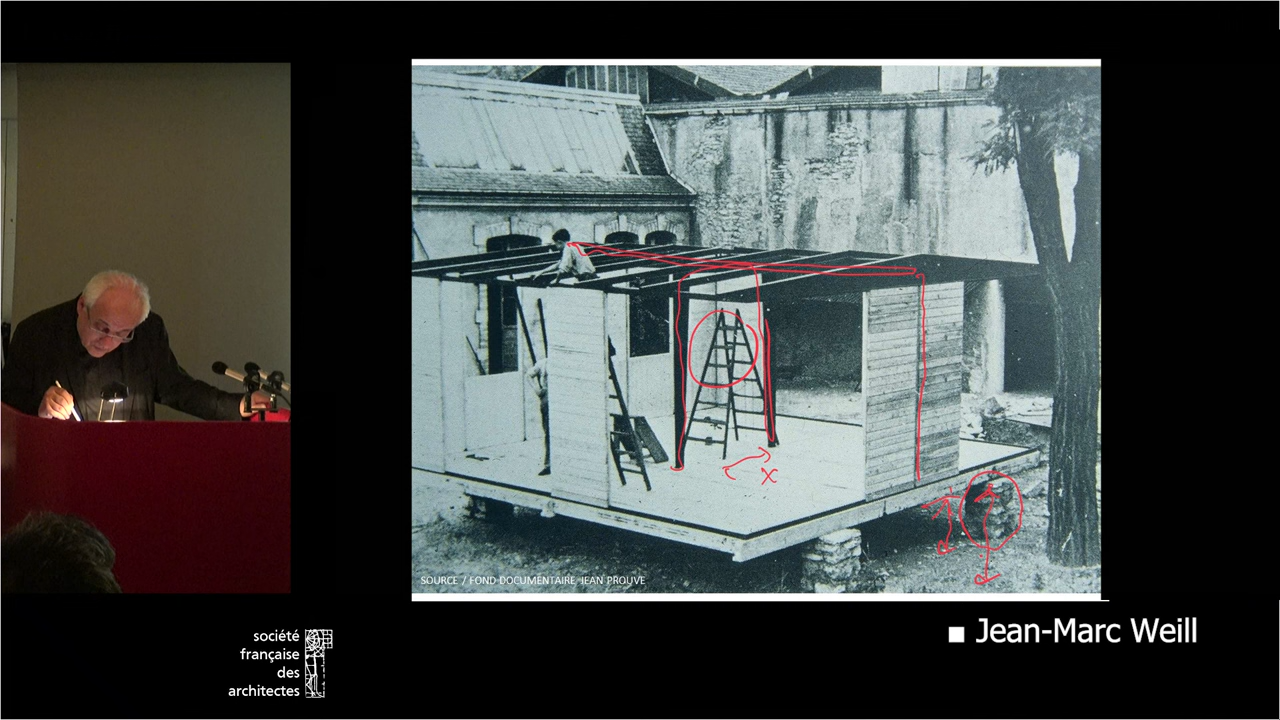 SOURCE / FOND DOCUMENTAIRE JEAN PROUVE
X
Jean-Marc Weill
société
française
des
architectes